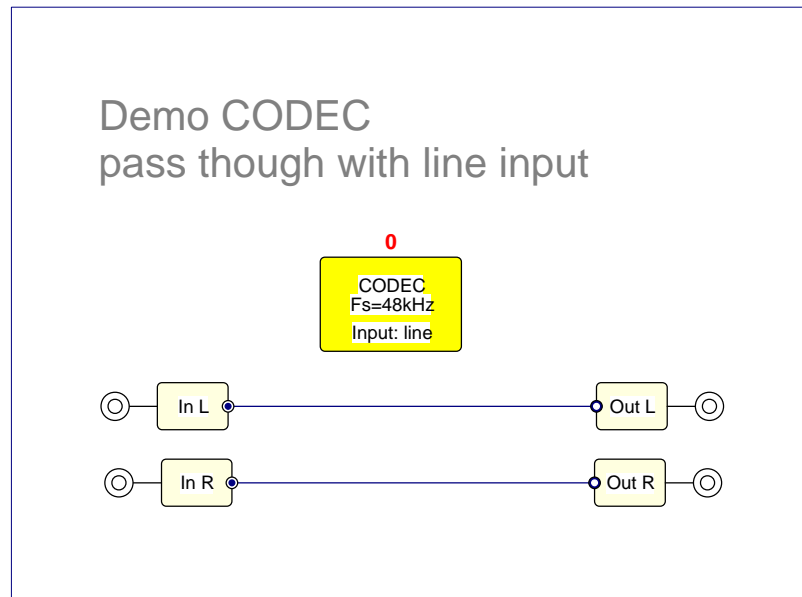 Demo CODEC
pass though with line input
0
CODEC
Fs=48kHz
Input: line
In L
Out L
In R
Out R